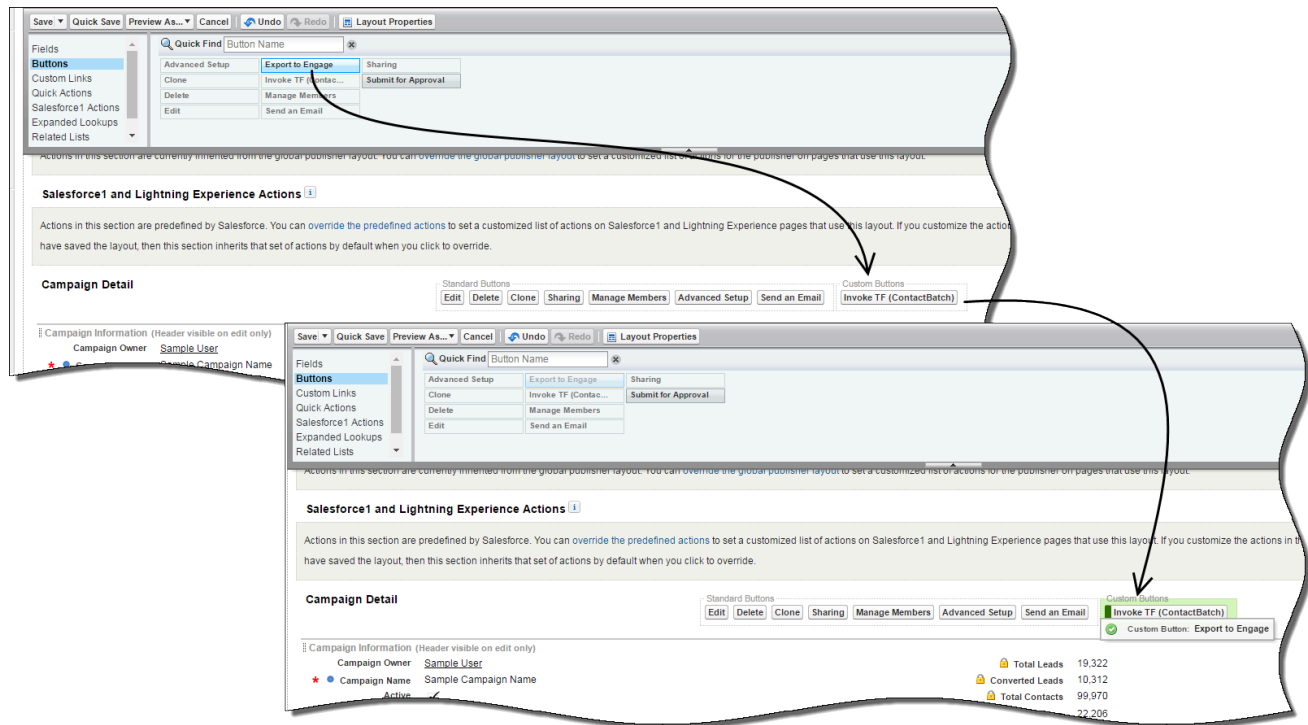 Save ▼ Quick Save Preview As... ▼ Cancel Undo Redo Layout Properties
Fields
Buttons
Custom Links
Quick Actions
Salesforce1 Actions
Expanded Lookups
Related Lists
Quick Find Button Name
Advanced Setup Export to Engage Sharing
Clone Invoke TF (Contac... Submit for Approval
Delete Manage Members
Edit Send an Email
Actions in this section are currently inherited from the global publisher layout. You can override the global publisher layout to set a customized list of actions for the publisher on pages that use this layout.
Salesforce1 and Lightning Experience Actions i
Actions in this section are predefined by Salesforce. You can override the predefined actions to set a customized list of actions on Salesforce1 and Lightning Experience pages that use this layout. If you customize the action
have saved the layout, then this section inherits that set of actions by default when you click to override.
Campaign Detail
Standard Buttons
Edit Delete Clone Sharing Manage Members Advanced Setup Send an Email
Custom Buttons
Invoke TF (ContactBatch)
Campaign Information (Header visible on edit only)
Campaign Owner Sample User
* Sample Campaign Name
Save ▼ Quick Save Preview As... ▼ Cancel Undo Redo Layout Properties
Fields
Buttons
Custom Links
Quick Actions
Salesforce1 Actions
Expanded Lookups
Related Lists
Quick Find Button Name
Advanced Setup Export to Engage Sharing
Clone Invoke TF (Contac... Submit for Approval
Delete Manage Members
Edit Send an Email
Actions in this section are currently inherited from the global publisher layout. You can override the global publisher layout to set a customized list of actions for the publisher on pages that use this layout.
Salesforce1 and Lightning Experience Actions i
Actions in this section are predefined by Salesforce. You can override the predefined actions to set a customized list of actions on Salesforce1 and Lightning Experience pages that use this layout. If you customize the actions in
have saved the layout, then this section inherits that set of actions by default when you click to override.
Campaign Detail
Standard Buttons
Edit Delete Clone Sharing Manage Members Advanced Setup Send an Email
Custom Buttons
Invoke TF (ContactBatch)
Custom Button: Export to Engage
Campaign Information (Header visible on edit only)
Campaign Owner Sample User Total Leads 19,322
* Campaign Name Sample Campaign Name Converted Leads 10,312
Active ✓ Total Contacts 99,970
22,206